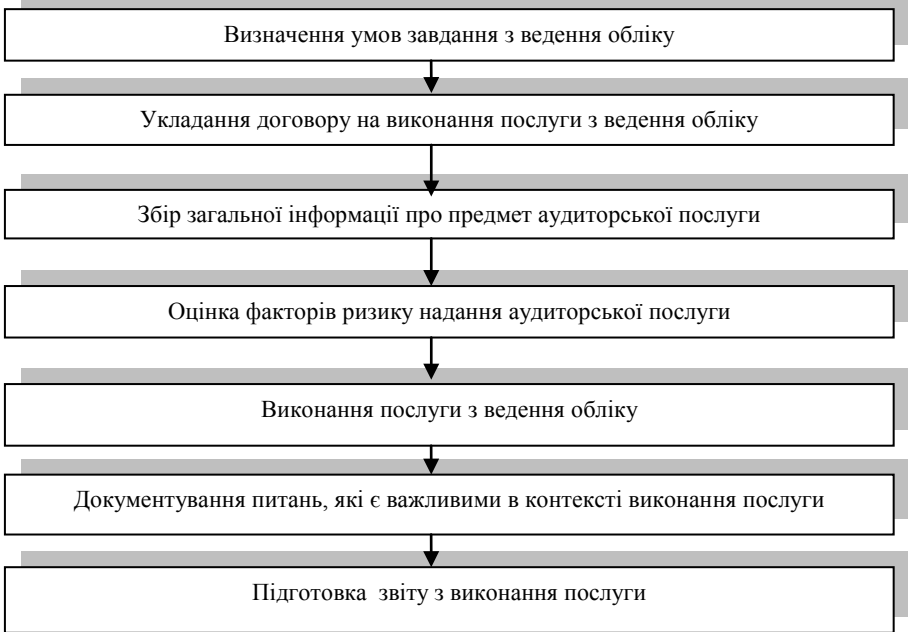 Визначення умов завдання з ведення обліку
Укладання договору на виконання послуги з ведення обліку
Збір загальної інформації про предмет аудиторської послуги
Оцінка факторів ризику надання аудиторської послуги
Виконання послуги з ведення обліку
Документування питань, які є важливими в контексті виконання послуги
Підготовка звіту з виконання послуги